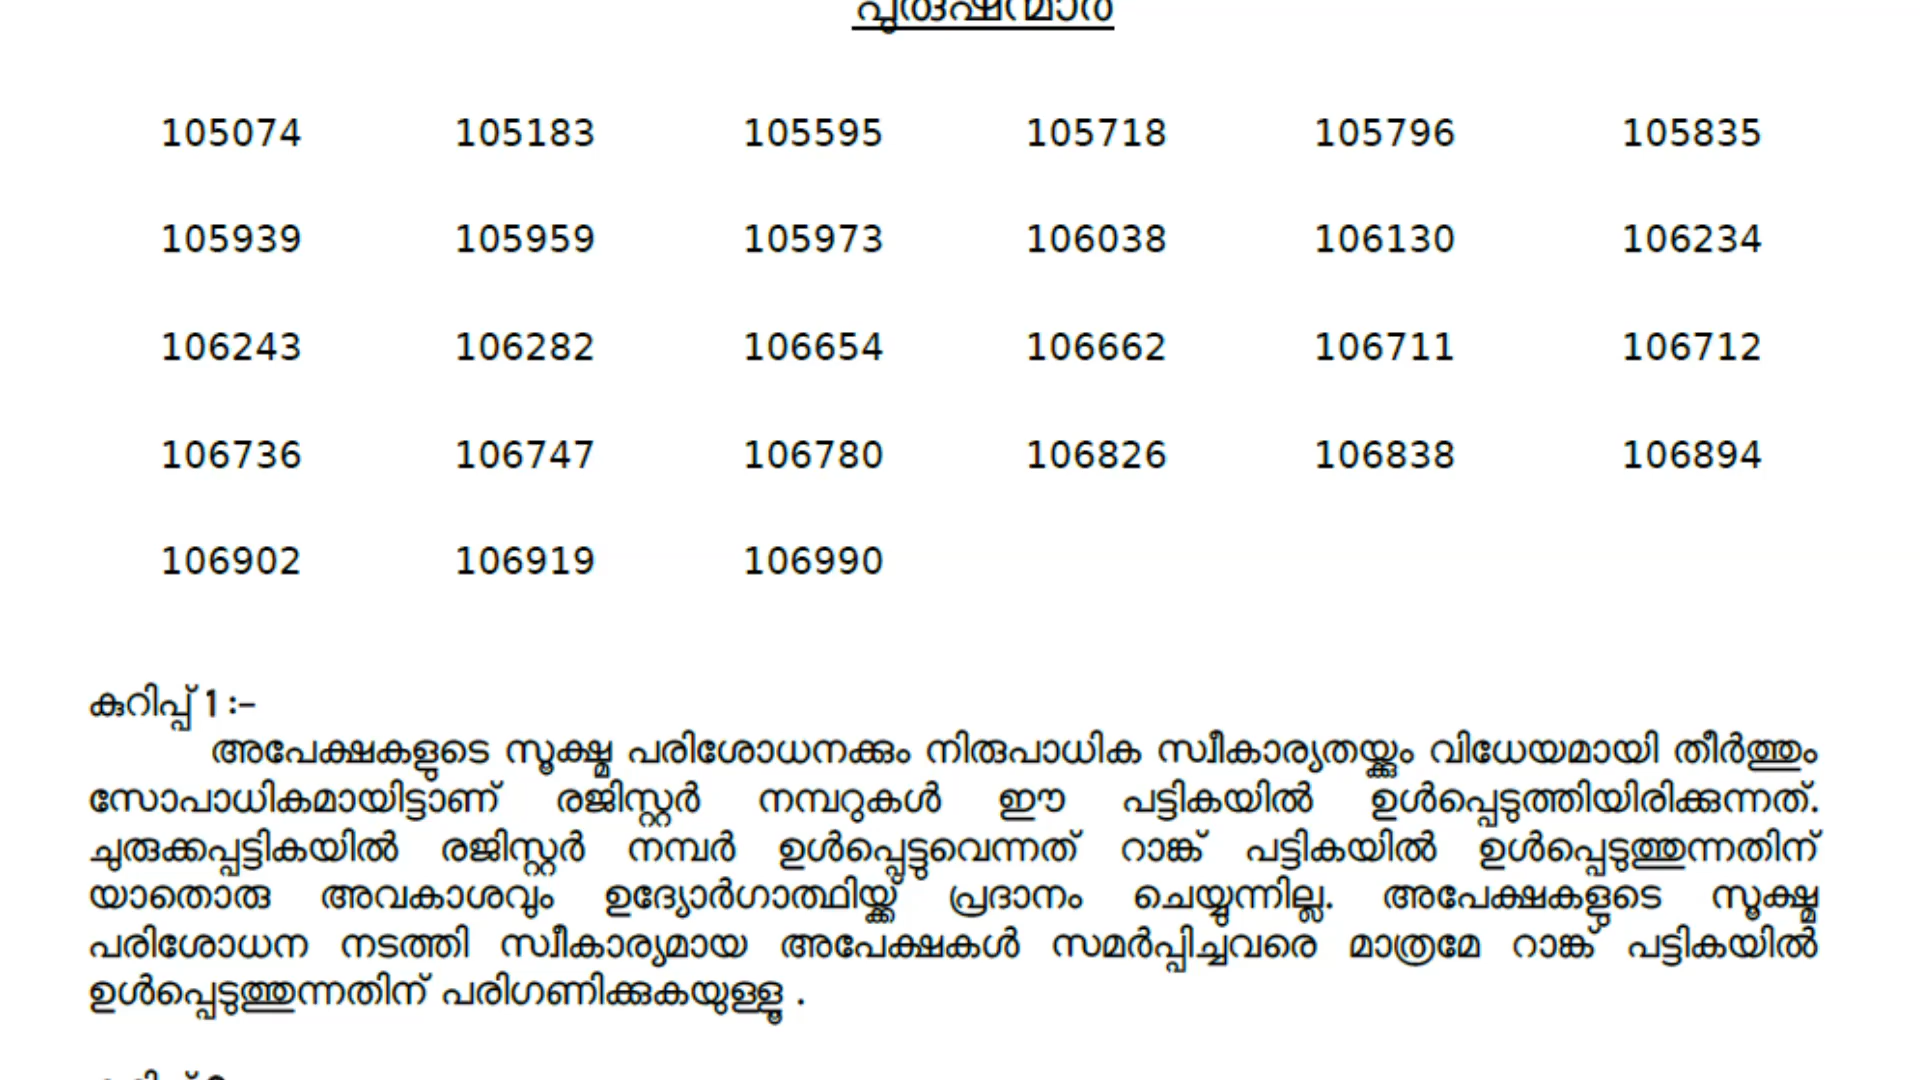 പുരുഷന്മാർ
105074 105183 105595 105718 105796 105835
105939 105959 105973 106038 106130 106234
106243 106282 106654 106662 106711 106712
106736 106747 106780 106826 106838 106894
106902 106919 106990
കുറിപ്പ് 1 :–
അപേക്ഷകളുടെ സൂക്ഷ്മ പരിശോധനക്കും നിരുപാധിക സ്വീകാര്യതയ്ക്കും വിധേയമായി തീർത്തും
സോപാധികമായിട്ടാണ് രജിസ്റ്റർ നമ്പറുകൾ ഈ പട്ടികയിൽ ഉൾപ്പെടുത്തിയിരിക്കുന്നത്.
ചുരുക്കപ്പട്ടികയിൽ രജിസ്റ്റർ നമ്പർ ഉൾപ്പെട്ടുവെന്നത് റാങ്ക് പട്ടികയിൽ ഉൾപ്പെടുത്തുന്നതിന്
യാതൊരു അവകാശവും ഉദ്യോർഗാത്ഥിയ്ക്ക് പ്രദാനം ചെയ്യുന്നില്ല. അപേക്ഷകളുടെ സൂക്ഷ്മ
പരിശോധന നടത്തി സ്വീകാര്യമായ അപേക്ഷകൾ സമർപ്പിച്ചവരെ മാത്രമേ റാങ്ക് പട്ടികയിൽ
ഉൾപ്പെടുത്തുന്നതിന് പരിഗണിക്കുകയുള്ളൂ .